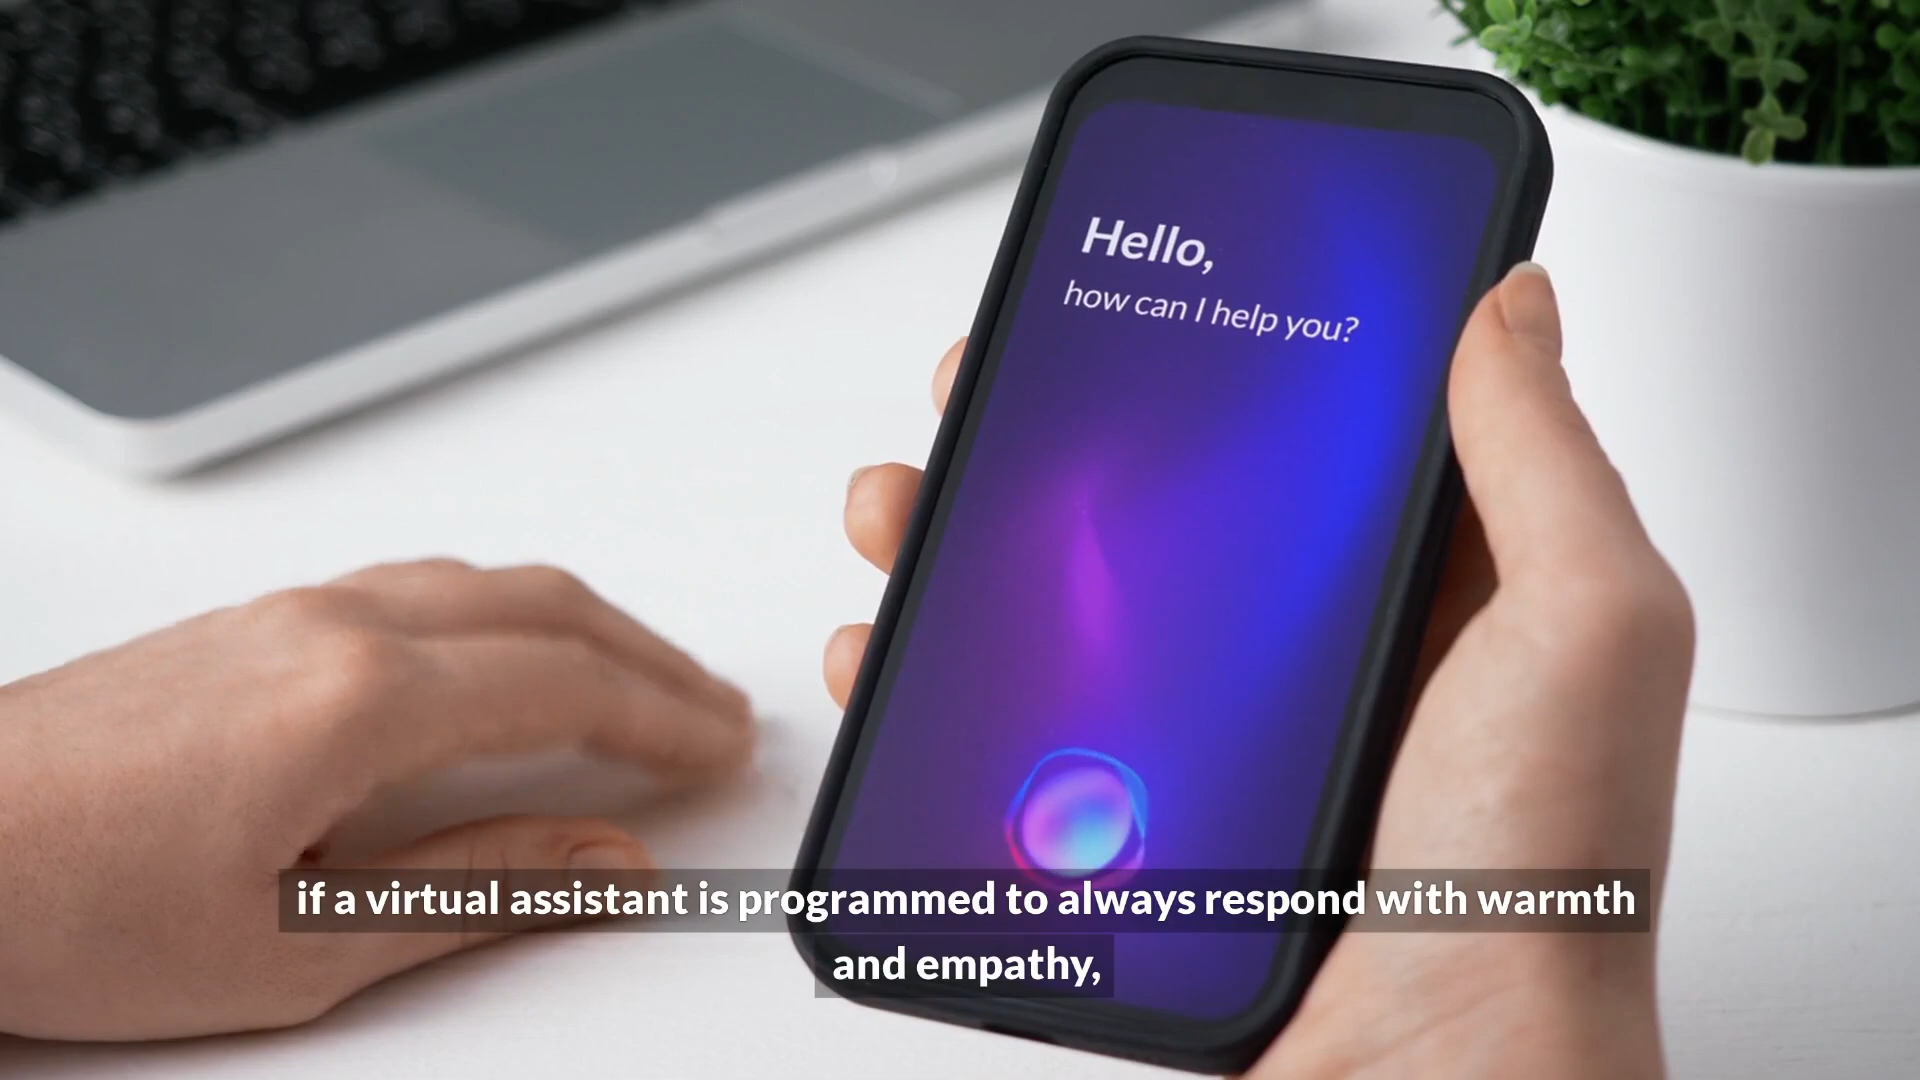 Hello,
how can I help you?
if a virtual assistant is programmed to always respond with warmth
and empathy,